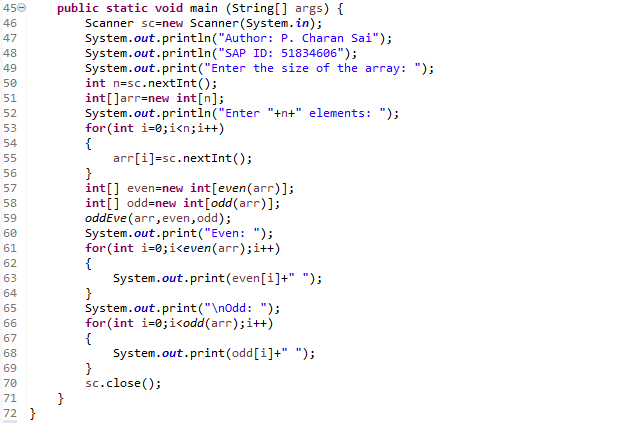 45 public static void main (String[] args) {
46 Scanner sc=new Scanner(System.in);
47 System.out.println("Author: P. Charan Sai");
48 System.out.println("SAP ID: 51834606");
49 System.out.print("Enter the size of the array: ");
50 int n=sc.nextInt();
51 int[]arr=new int[n];
52 System.out.println("Enter "+n+" elements: ");
53 for(int i=0;i<n;i++)
54 {
55 arr[i]=sc.nextInt();
56 }
57 int[] even=new int[even(arr)];
58 int[] odd=new int[odd(arr)];
59 oddEve(arr,even,odd);
60 System.out.print("Even: ");
61 for(int i=0;i<even(arr);i++)
62 {
63 System.out.print(even[i]+" ");
64 }
65 System.out.print("\nOdd: ");
66 for(int i=0;i<odd(arr);i++)
67 {
68 System.out.print(odd[i]+" ");
69 }
70 sc.close();
71 }
72 }